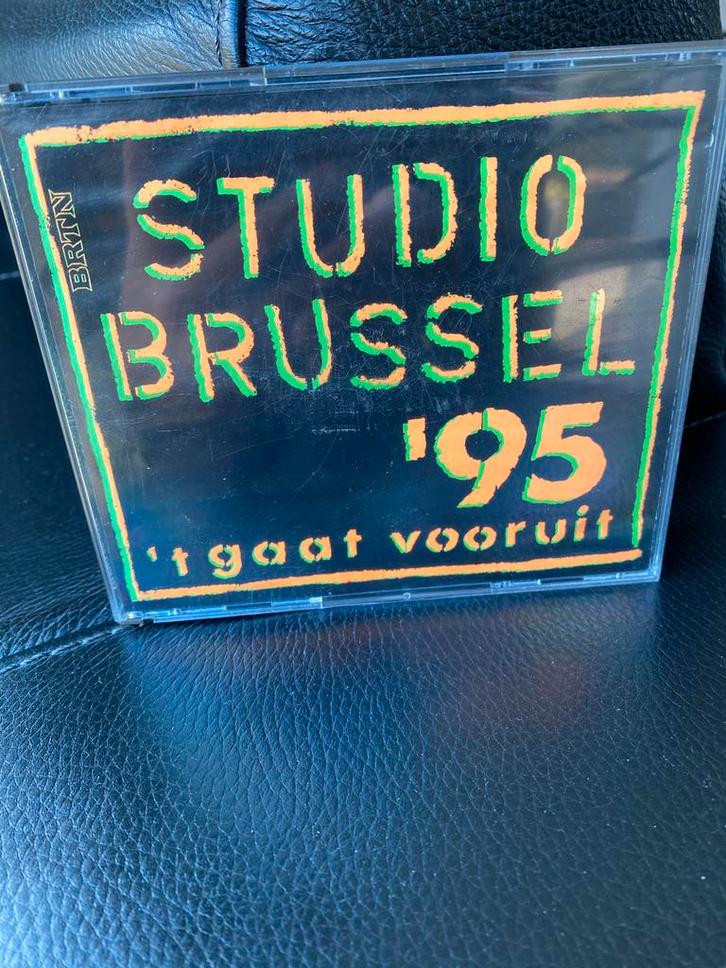 BRTN
STUDIO
BRUSSEL
'95
't gaat vooruit